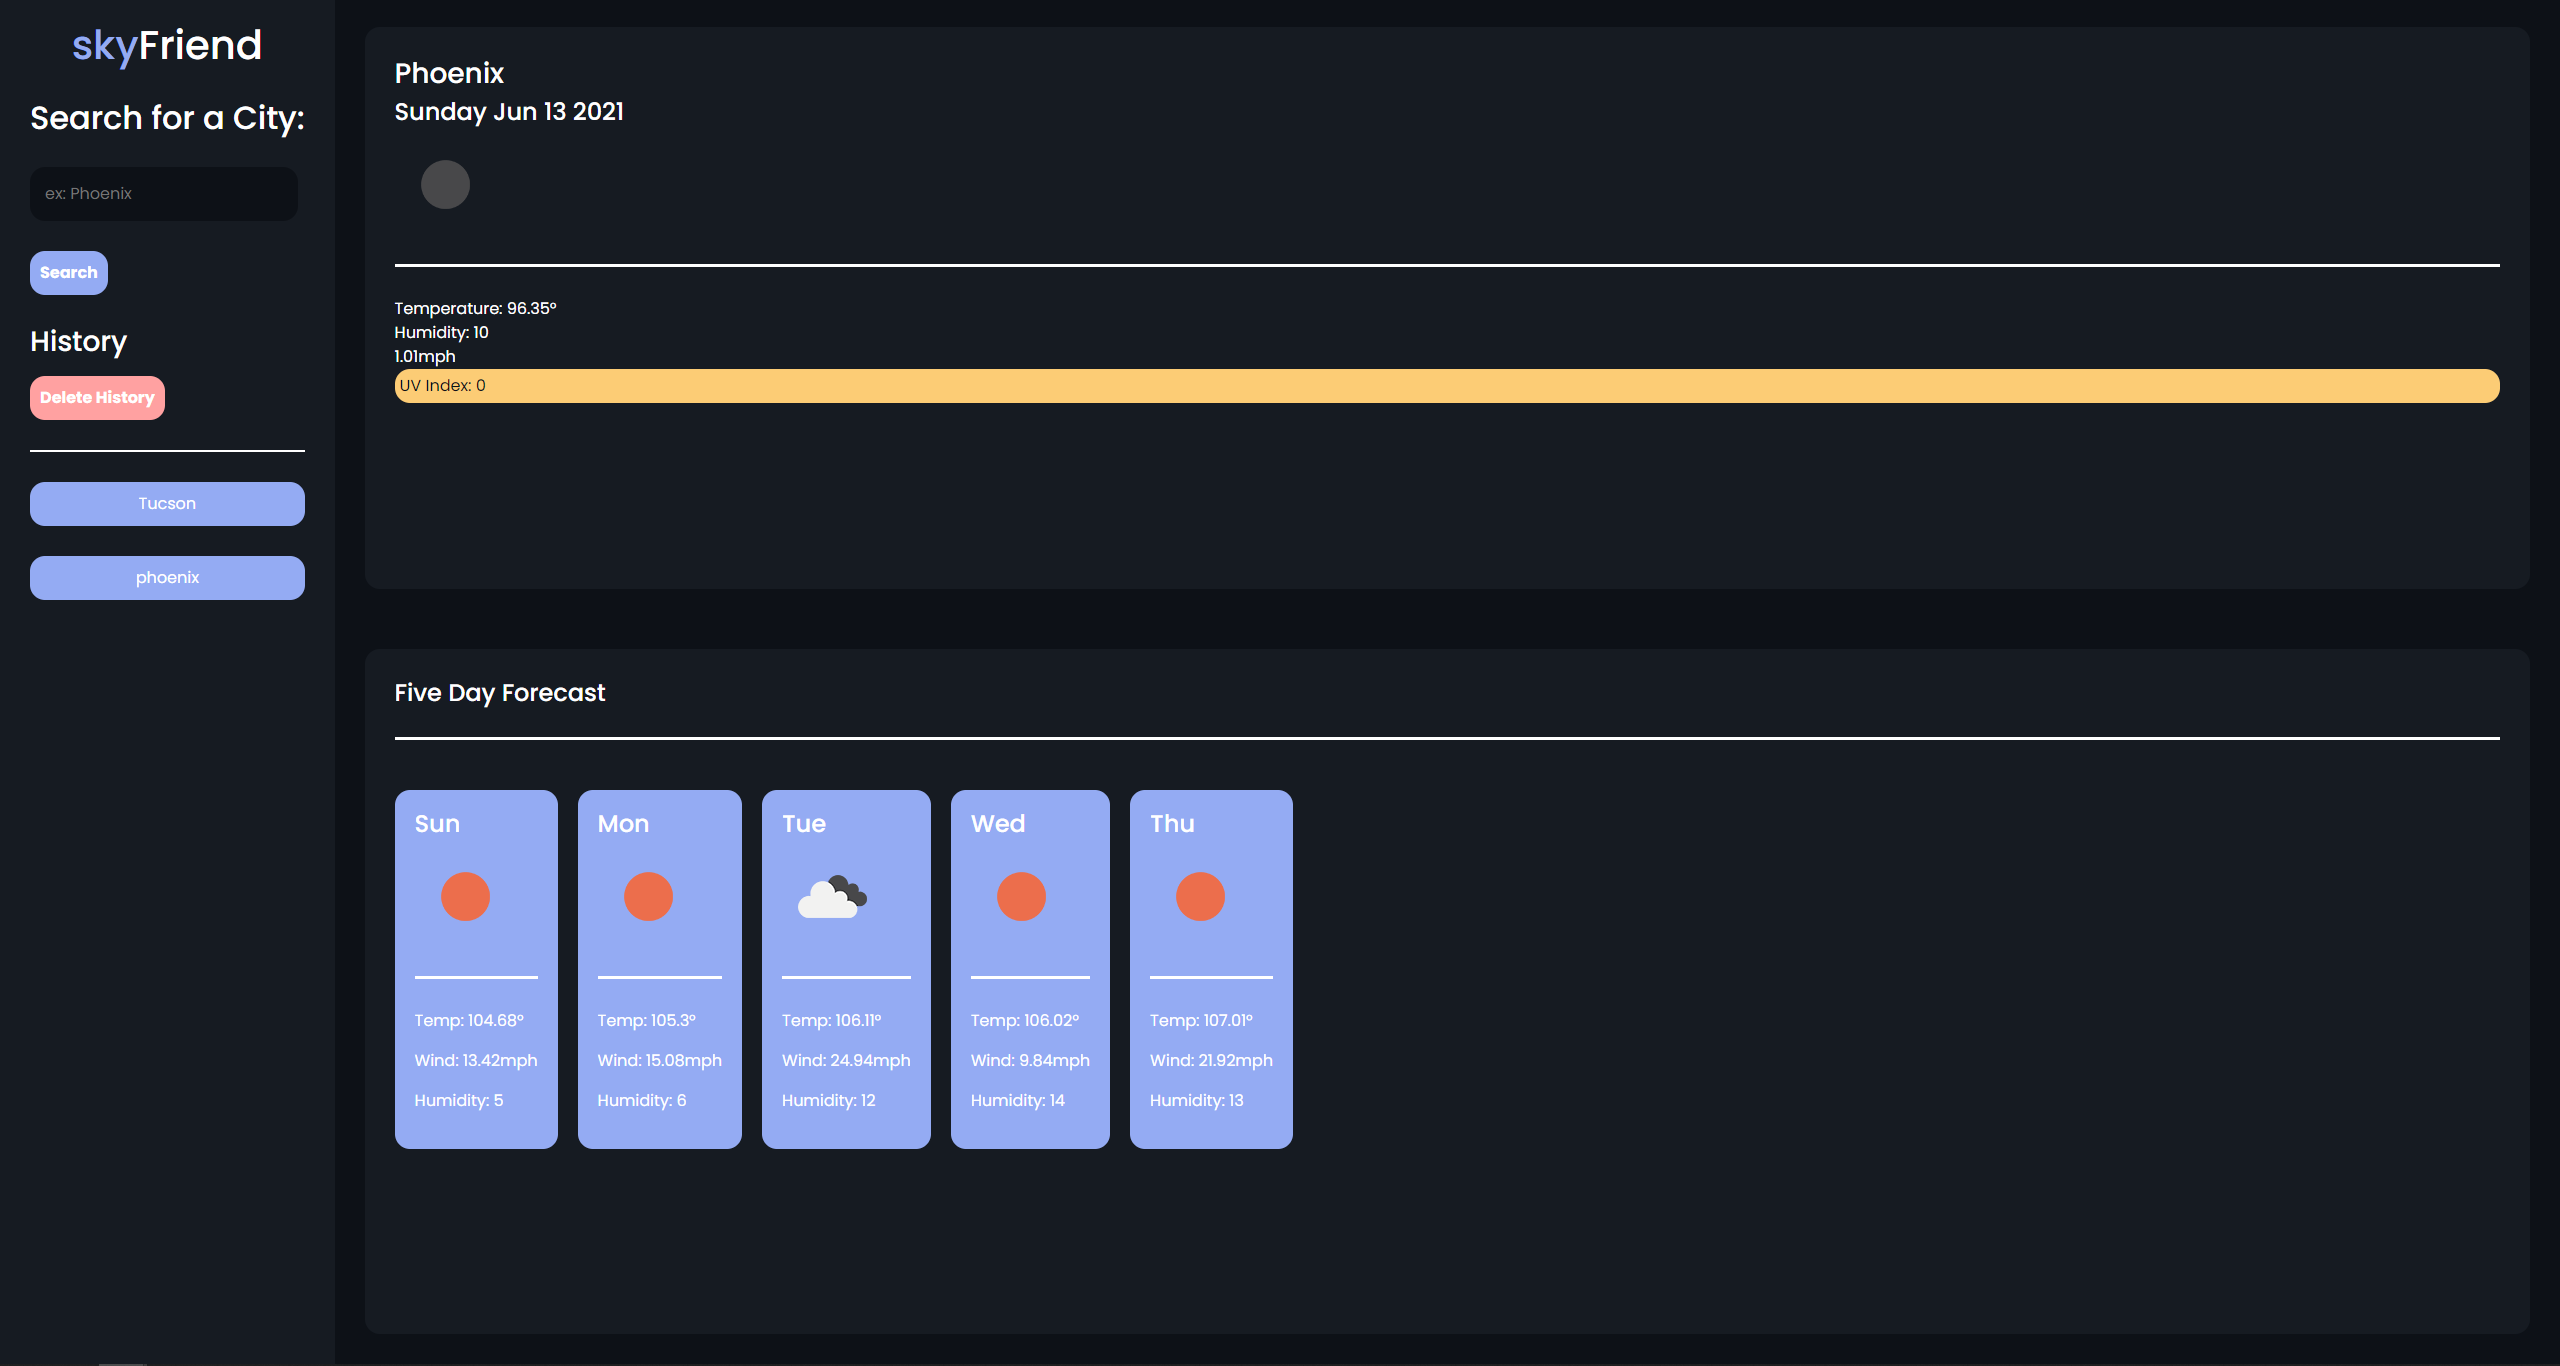 skyFriend
Search for a City:
ex: Phoenix
Search
History
Delete History
Tucson
phoenix
Phoenix
Sunday Jun 13 2021
Temperature: 96.35°
Humidity: 10
1.01mph
UV Index: 0
Five Day Forecast
Sun
Temp: 104.68°
Wind: 13.42mph
Humidity: 5
Mon
Temp: 105.3°
Wind: 15.08mph
Humidity: 6
Tue
Temp: 106.11°
Wind: 24.94mph
Humidity: 12
Wed
Temp: 106.02°
Wind: 9.84mph
Humidity: 14
Thu
Temp: 107.01°
Wind: 21.92mph
Humidity: 13